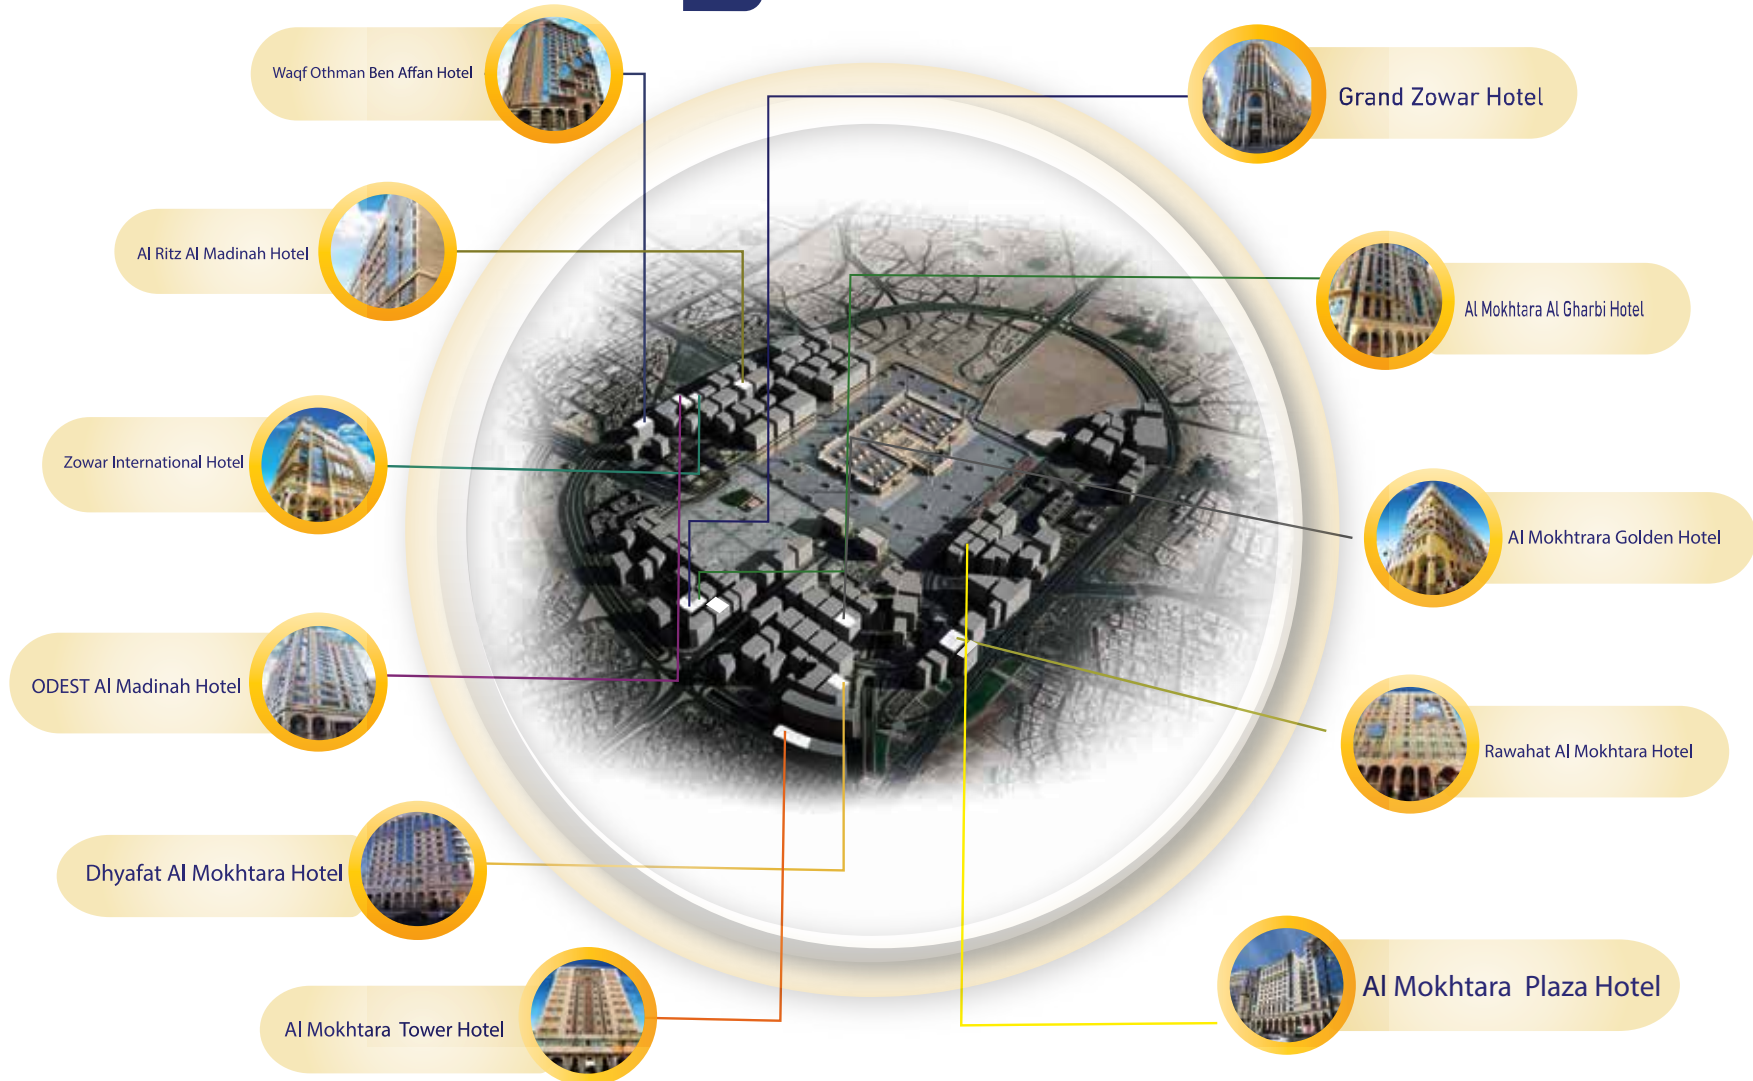 Waqf Othman Ben Affan Hotel
Grand Zowar Hotel
Al Ritz Al Madinah Hotel
Al Mokhtara Al Gharbi Hotel
Zowar International Hotel
Al Mokhtrara Golden Hotel
ODEST Al Madinah Hotel
Rawahat Al Mokhtara Hotel
Dhyafat Al Mokhtara Hotel
Al Mokhtara Plaza Hotel
Al Mokhtara Tower Hotel